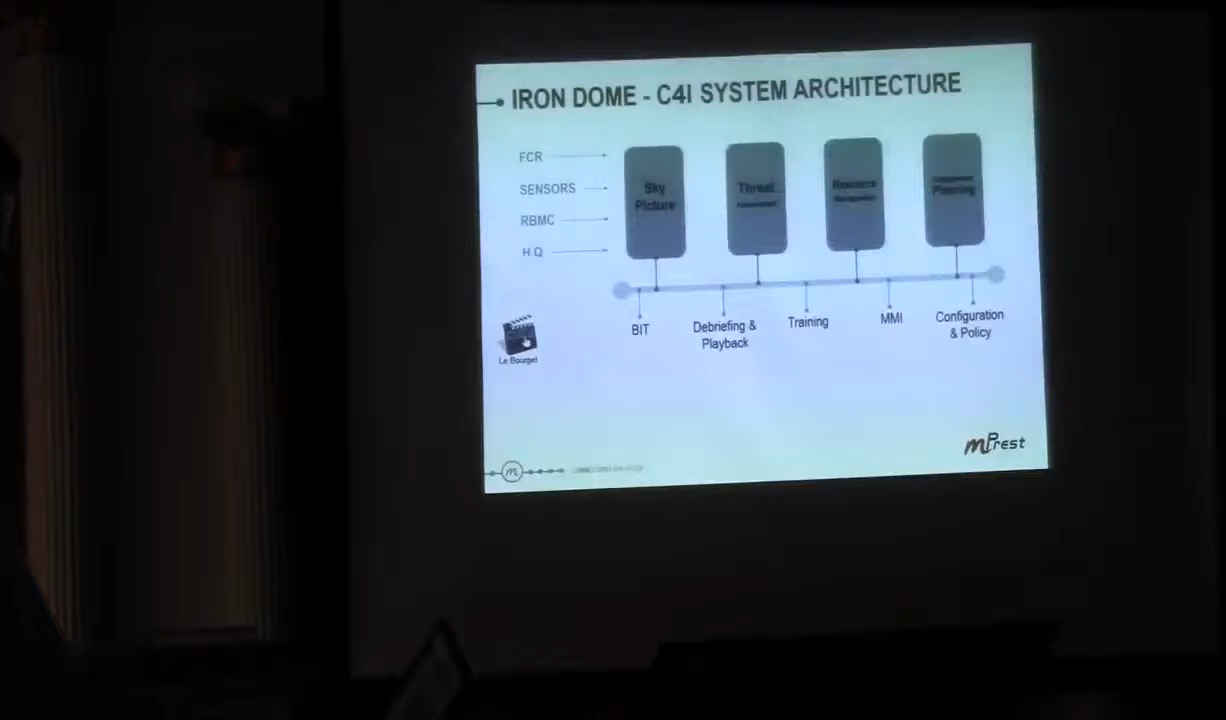 IRON DOME - C4I SYSTEM ARCHITECTURE
FCR
SENSORS
RBMC
H.Q
Sky
Picture
Threat
Resource
Management
Planning
BIT
Debriefing &
Playback
Training
MMI
Configuration
& Policy
Le Bourget
m
mPrest